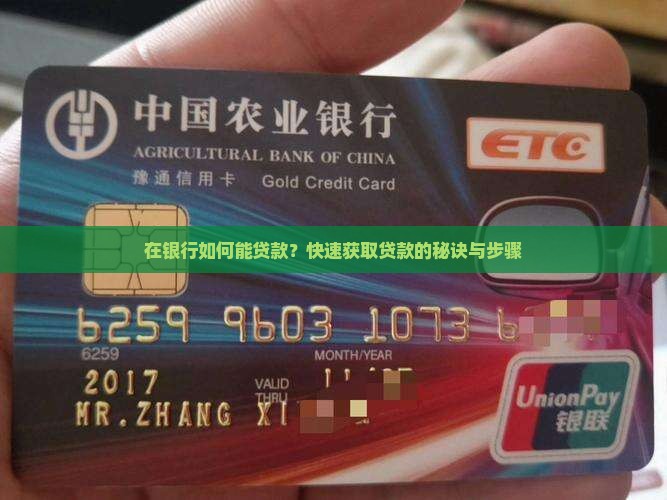 中国农业银行
AGRICULTURAL BANK OF CHINA
ETC
豫通信用卡 Gold Credit Card
在银行如何能贷款？快速获取贷款的秘诀与步骤
6259 9603 1073 6
6259
MONTH/YEAR
2017
VALID THRU
MR.ZHANG XI
UnionPay
银联